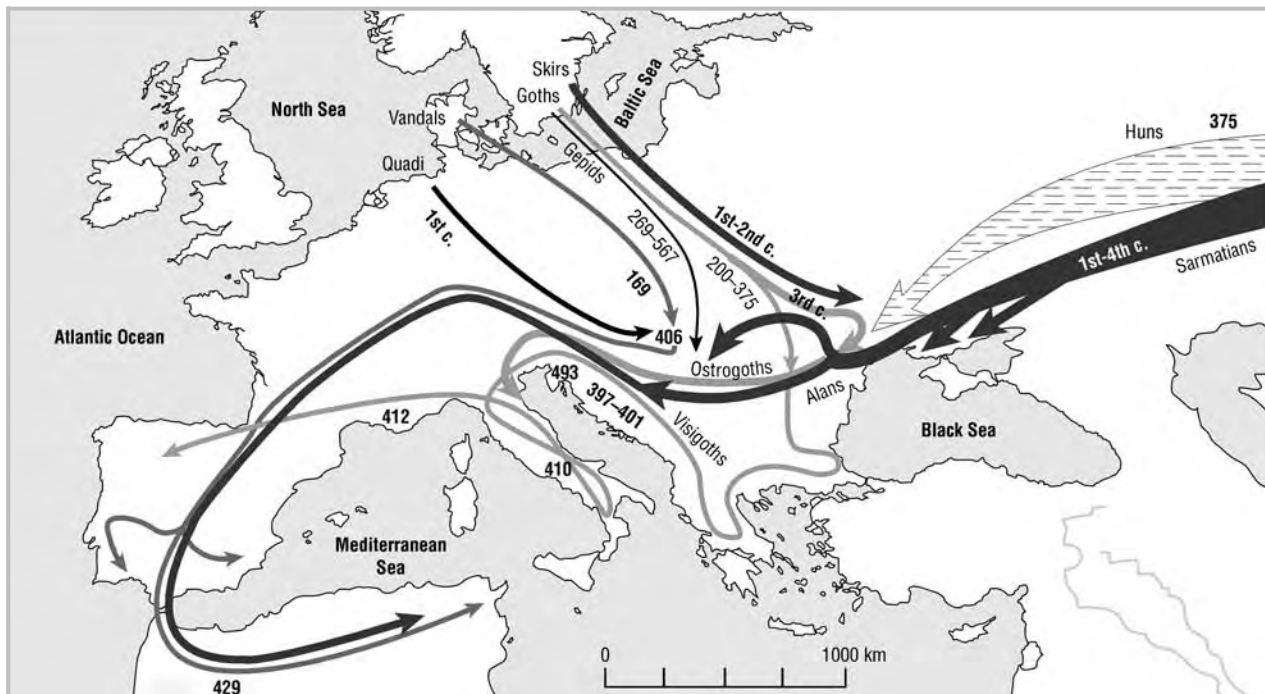 Skirs
Goths
Baltic Sea
North Sea
Vandals
Gepids
Quadi
Huns
375
1st c.
269–567
169
1st-2nd c.
200–375
3rd c.
1st-4th c.
Sarmatians
Atlantic Ocean
406
493
Ostrogoths
397–401
Visigoths
Alans
Black Sea
412
410
Mediterranean
Sea
429
0
1000 km